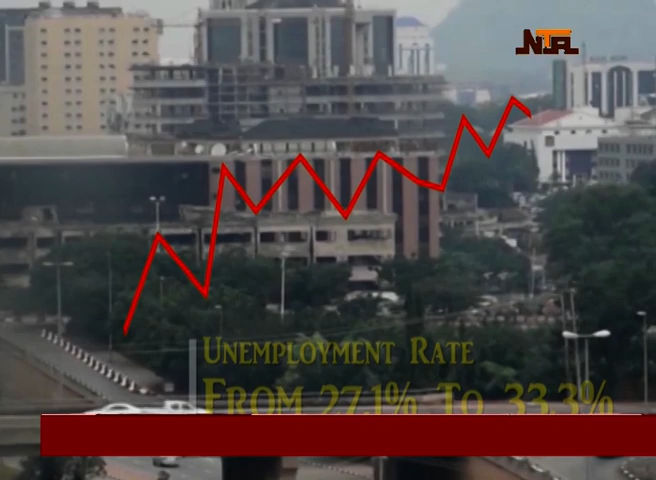 NTA
UNEMPLOYMENT RATE
FROM 27.1% TO 33.3%